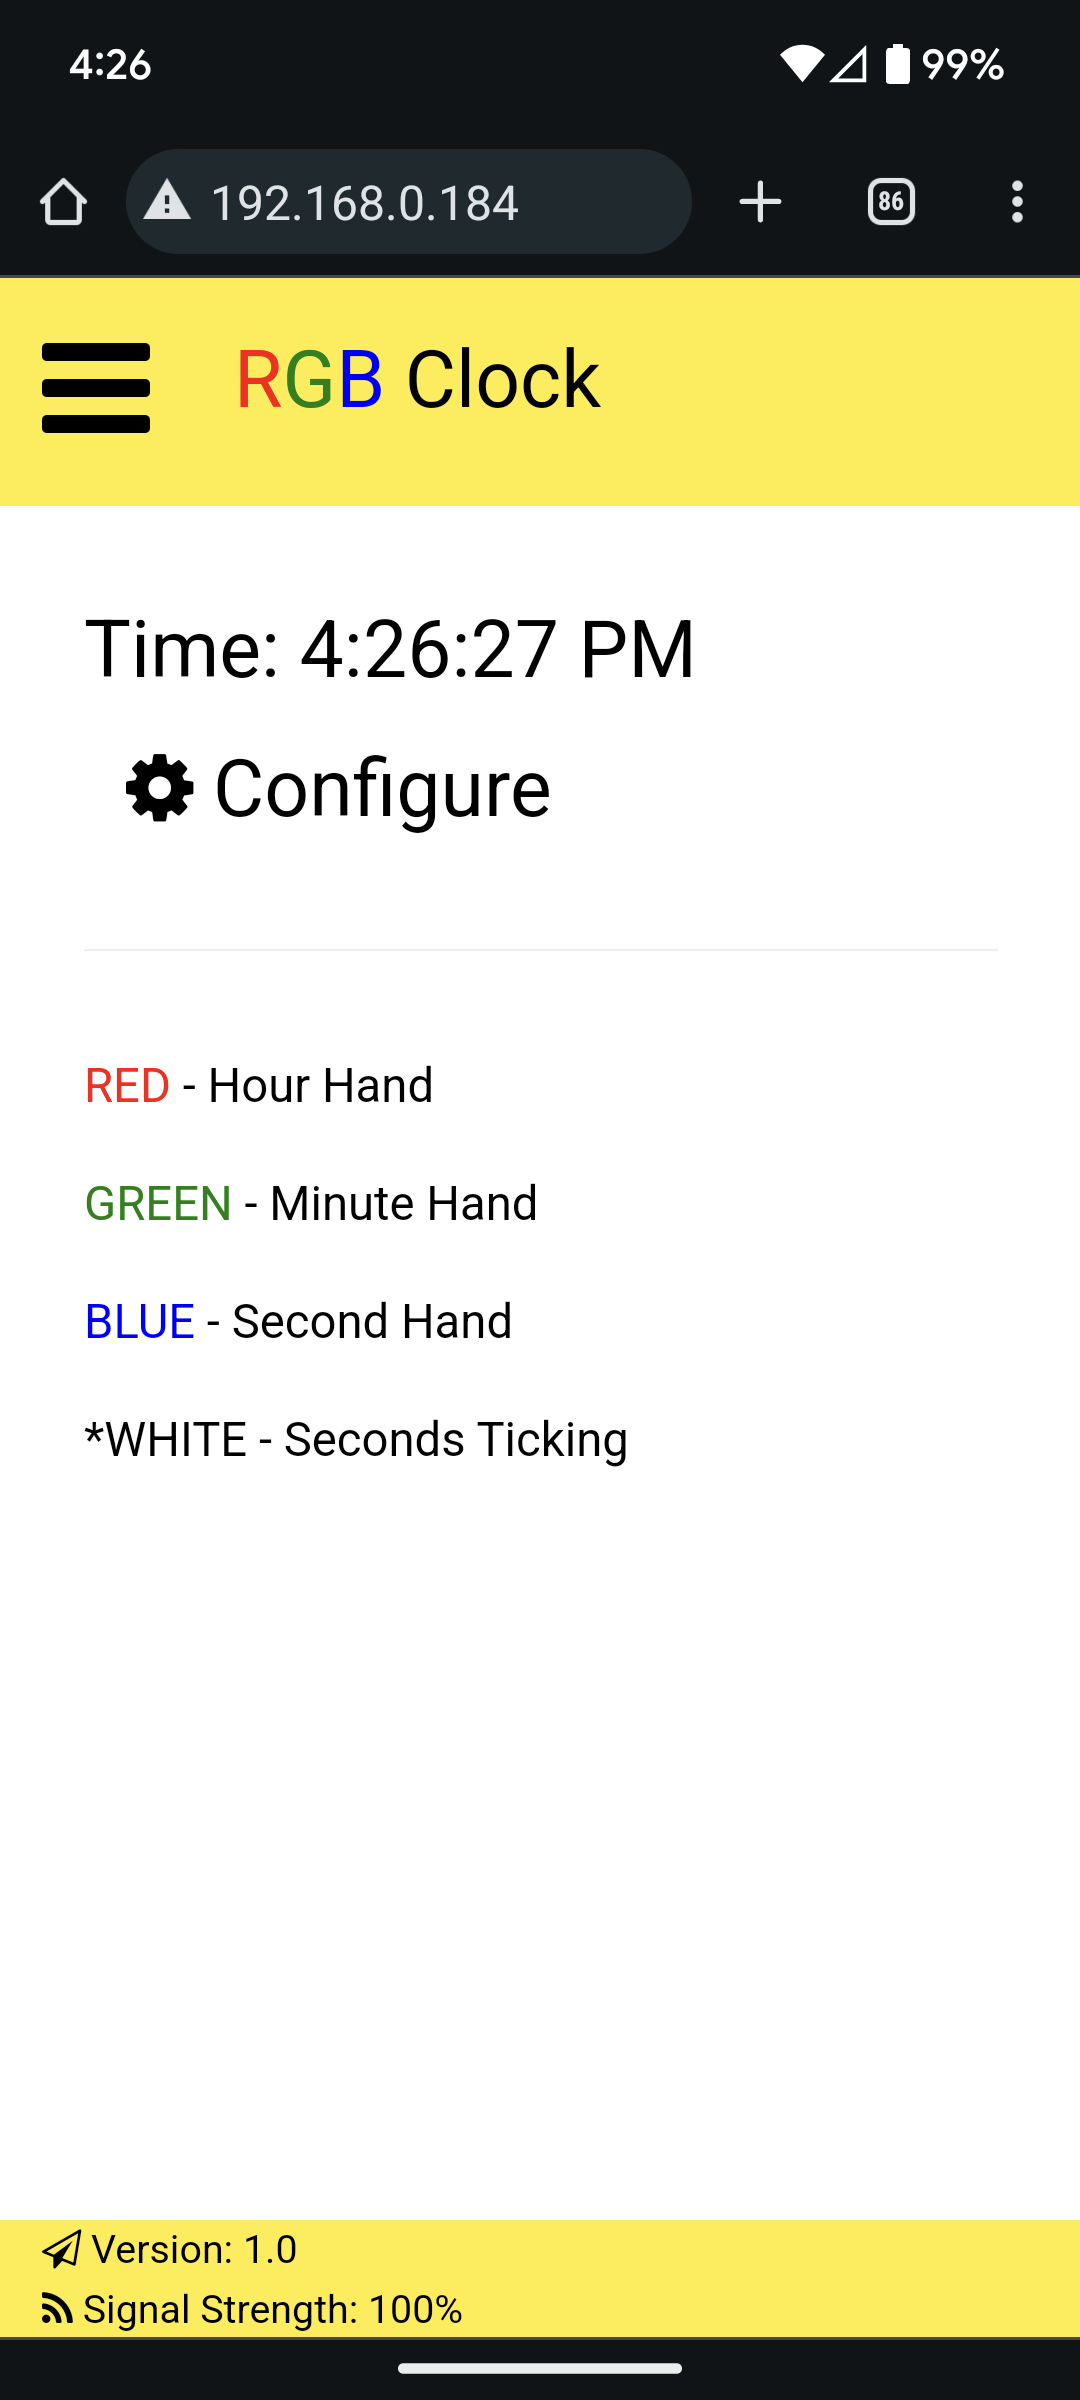 4:26 99%
192.168.0.184 86
RGB Clock
Time: 4:26:27 PM
Configure
RED - Hour Hand
GREEN - Minute Hand
BLUE - Second Hand
*WHITE - Seconds Ticking
Version: 1.0
Signal Strength: 100%